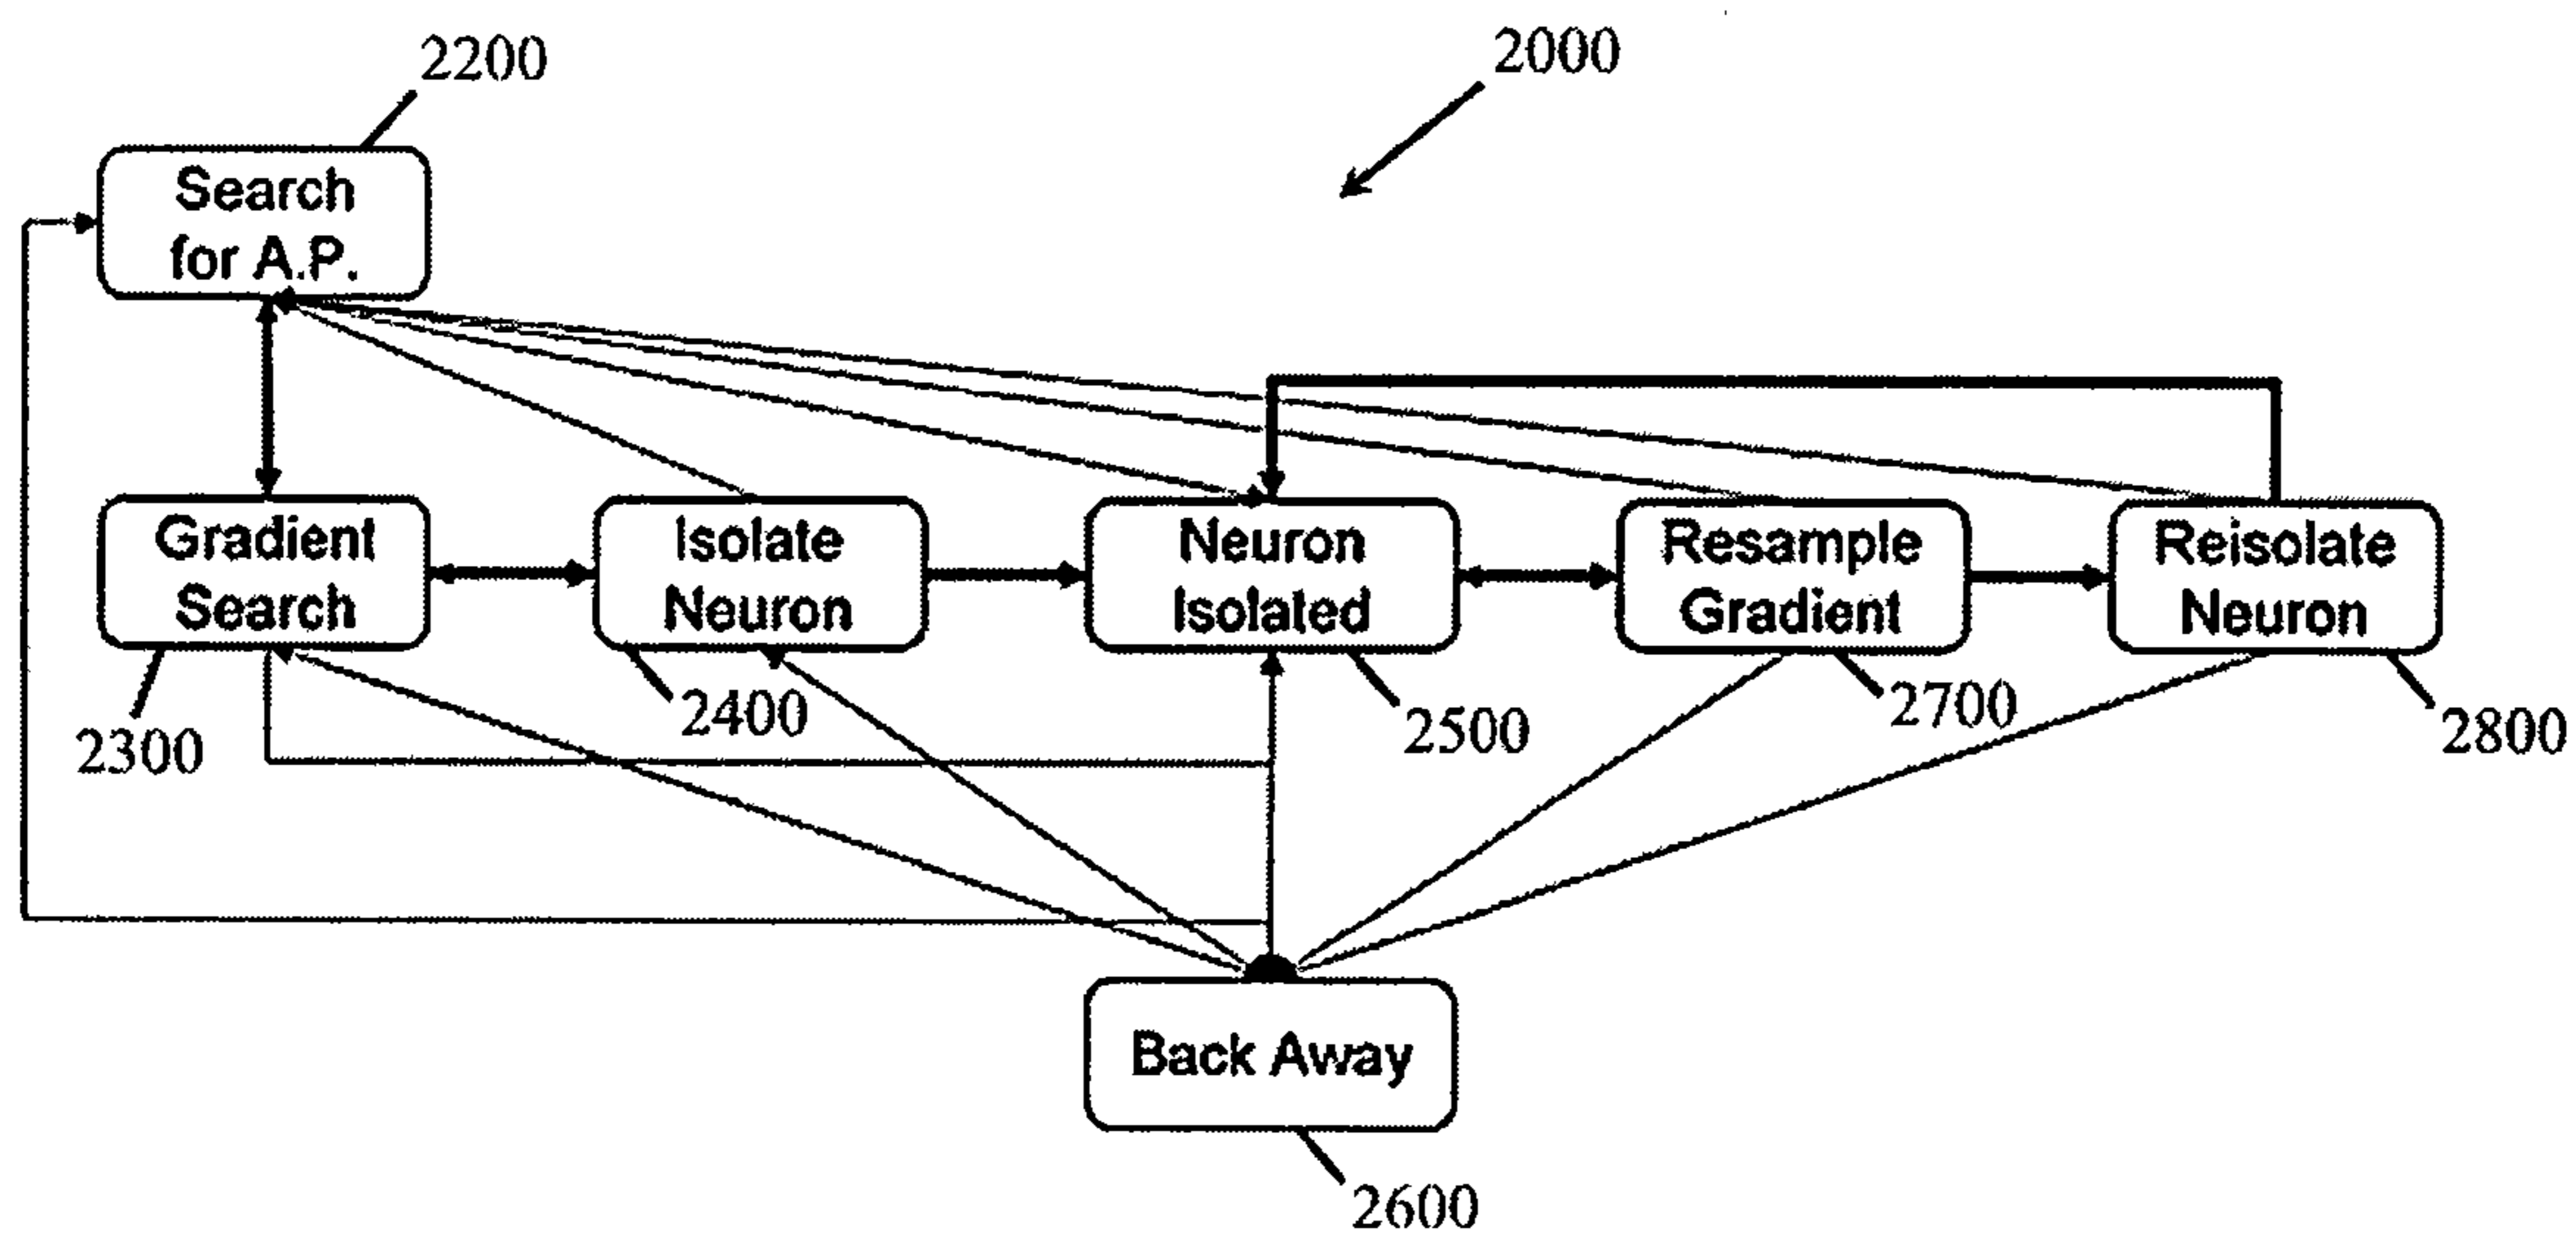 2200
2000
Search
for A.P.
Gradient
Search
Isolate
Neuron
Neuron
Isolated
Resample
Gradient
Reisolate
Neuron
2300
2400
2500
2700
2800
Back Away
2600